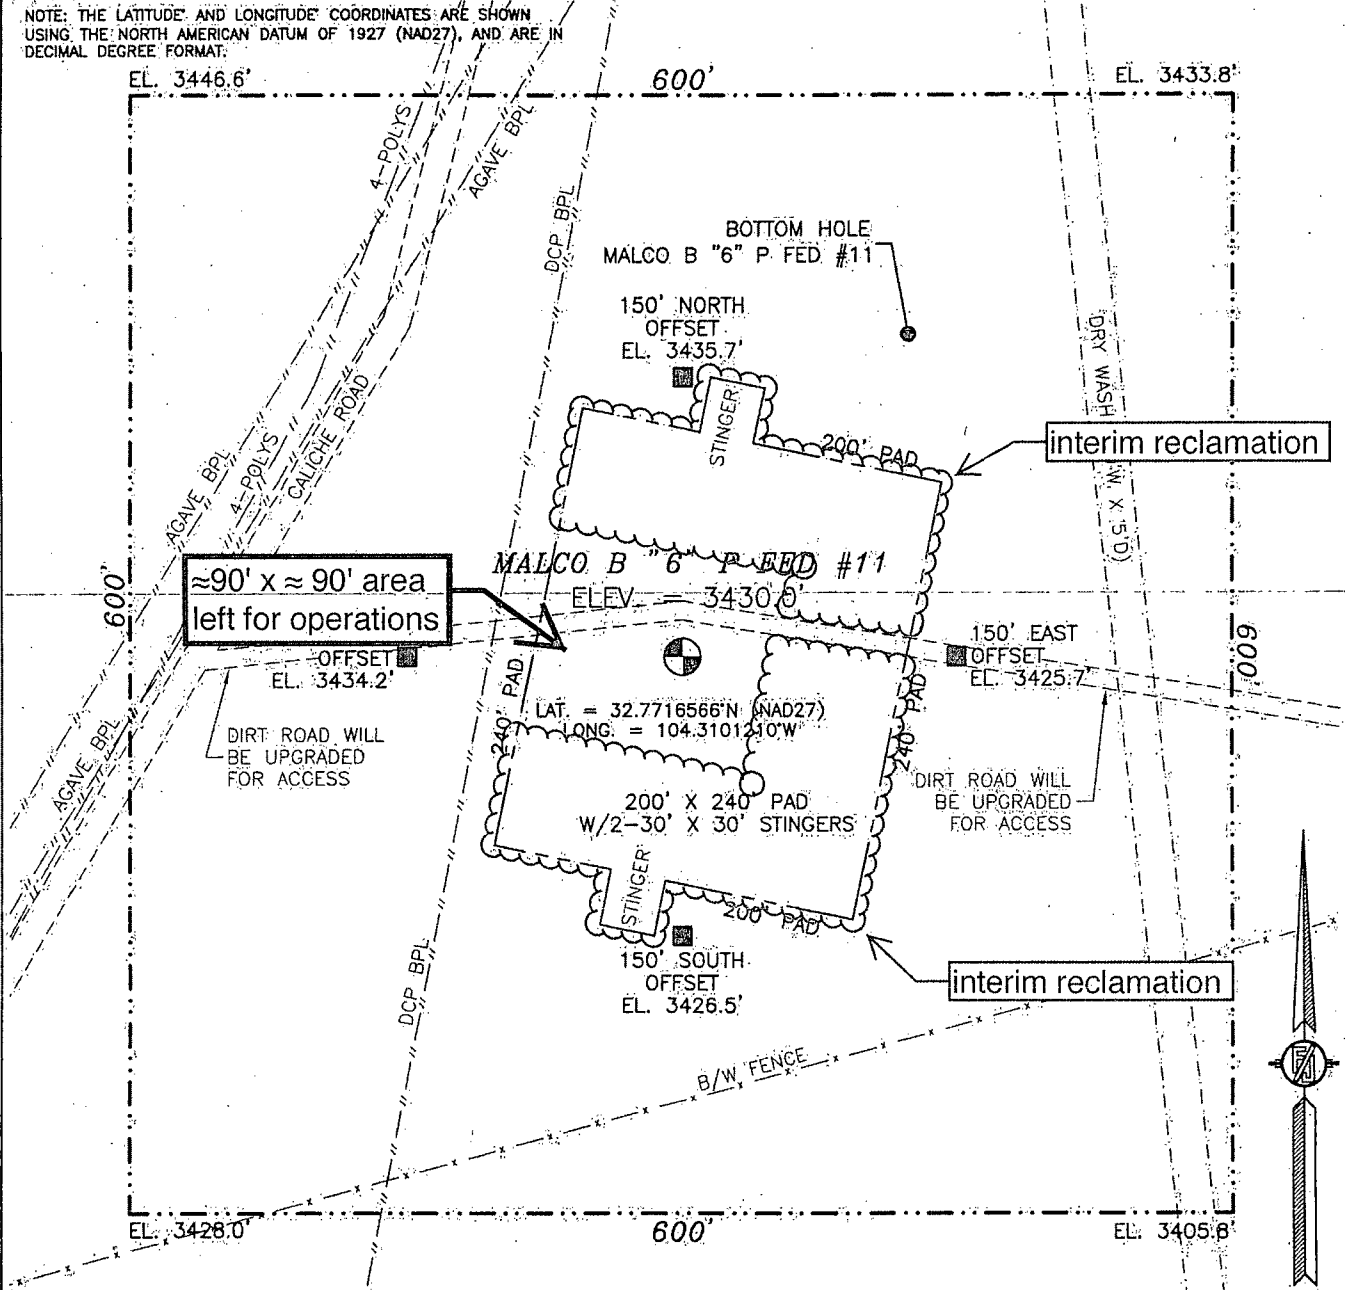 NOTE: THE LATITUDE AND LONGITUDE COORDINATES ARE SHOWN
USING THE NORTH AMERICAN DATUM OF 1927 (NAD27), AND ARE IN
DECIMAL DEGREE FORMAT.
EL. 3446.6'
600'
EL. 3433.8'
4-POLYS
AGAVE BPL
DCP BPL
BOTTOM HOLE
MALCO B "6" P FED #11
150' NORTH
OFFSET
EL. 3435.7'
DRY WASH
W X 5'D)
STINGER
200' PAD
interim reclamation
CALICHE ROAD
4-POLYS
AGAVE BPL
MALCO B "6" P FED #11
ELEV. = 3430.0'
≈90' x ≈ 90' area
left for operations
600'
OFFSET
EL. 3434.2'
150' EAST
OFFSET
EL. 3425.7'
600'
240' PAD
240' PAD
LAT. = 32.7716566°N (NAD27)
LONG. = 104.3101210°W
DIRT ROAD WILL
BE UPGRADED
FOR ACCESS
AGAVE BPL
DIRT ROAD WILL
BE UPGRADED
FOR ACCESS
200' X 240' PAD
W/2-30' X 30' STINGERS
STINGER
200' PAD
150' SOUTH
OFFSET
EL. 3426.5'
interim reclamation
DCP BPL
B/W FENCE
EL. 3428.0'
600'
EL. 3405.8'